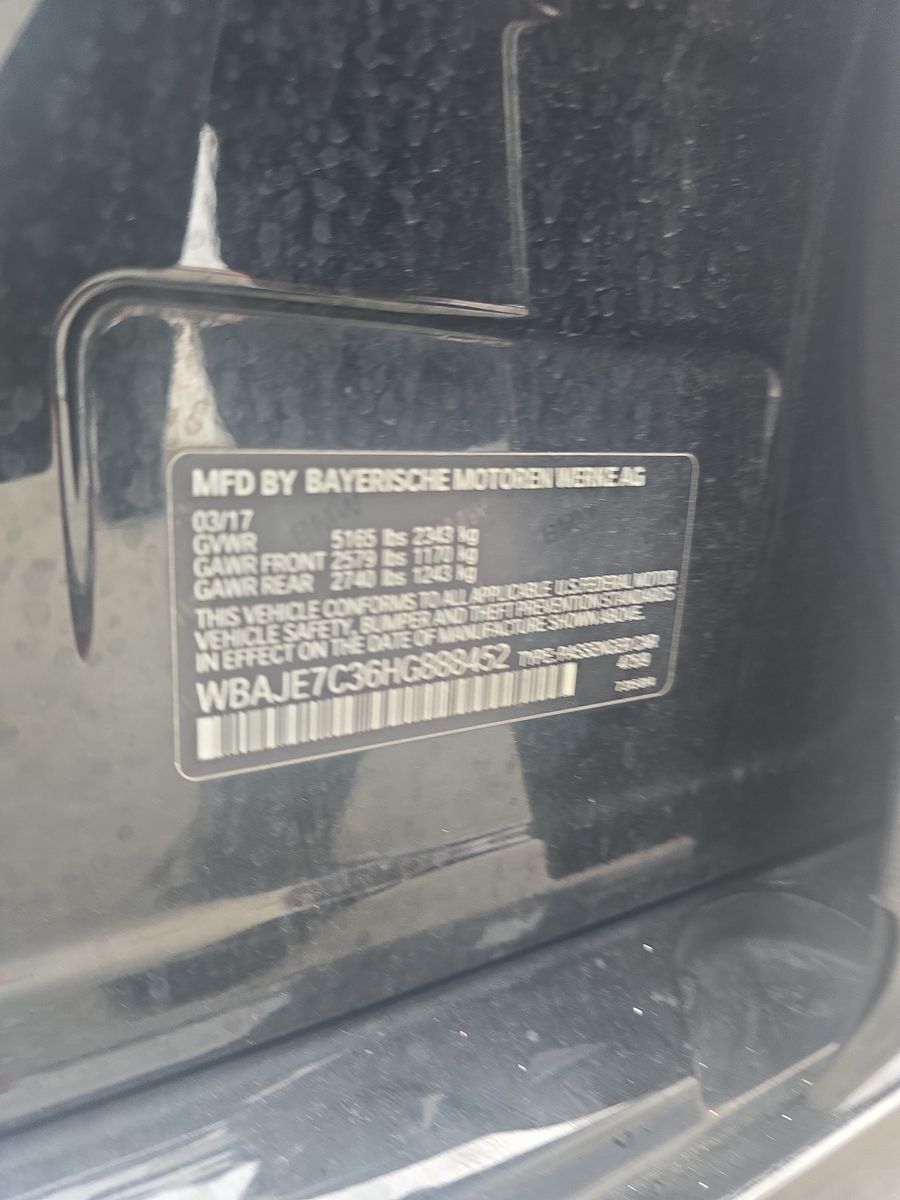 MFD BY BAYERISCHE MOTOREN WERKE AG
03/17
GVWR 5165 lbs 2343 kg
GAWR FRONT 2579 lbs 1170 kg
GAWR REAR 2740 lbs 1243 kg
THIS VEHICLE CONFORMS TO ALL APPLICABLE U.S. FEDERAL MOTOR
VEHICLE SAFETY, BUMPER AND THEFT PREVENTION STANDARDS
IN EFFECT ON THE DATE OF MANUFACTURE SHOWN ABOVE.
WBAJE7C36HG888452 TYPE: PASSENGER CAR